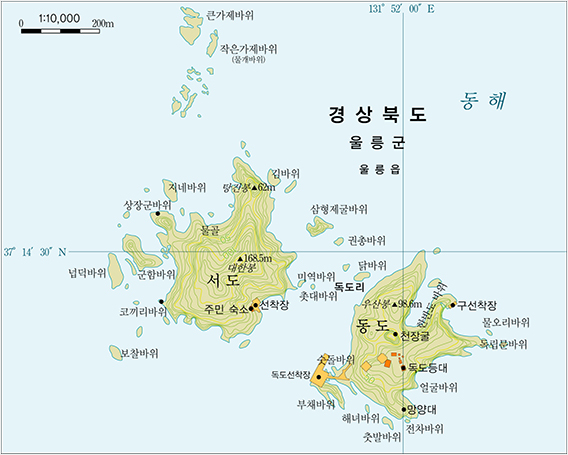 1:10,000
0 200m
131° 52′ 00″ E
큰가제바위
작은가제바위
(물개바위)
동 해
경 상 북 도
울 릉 군
울 릉 읍
김바위
지네바위
탕건봉 ▲62m
상장군바위
삼형제굴바위
물골
권총바위
37° 14′ 30″ N
▲168.5m
대한봉
닭바위
넙덕바위
군함바위
서 도
미역바위
독도리
촛대바위
코끼리바위
주민 숙소
선착장
우산봉 ▲98.6m
한반도바위
구선착장
동 도
물오리바위
천장굴
독립문바위
보찰바위
숫돌바위
독도선착장
독도등대
얼굴바위
부채바위
망양대
해녀바위
전차바위
춧발바위